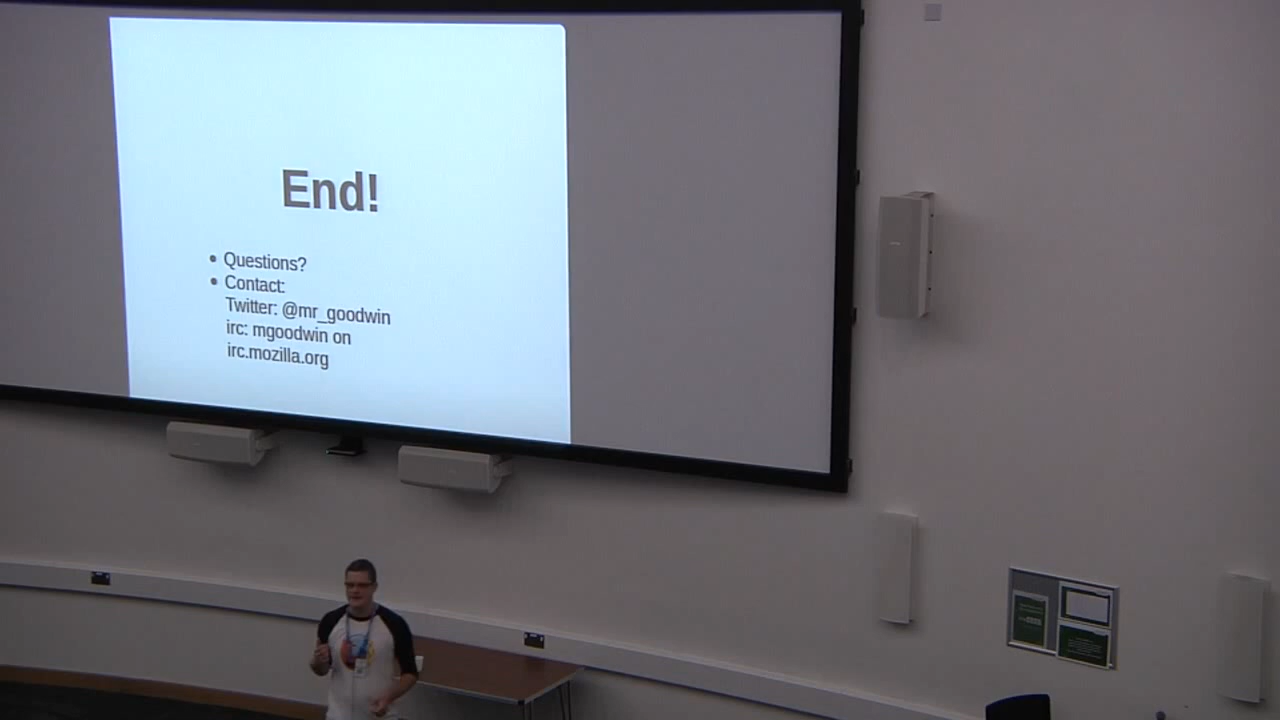 End!
• Questions?
• Contact:
Twitter: @mr_goodwin
irc: mgoodwin on
irc.mozilla.org